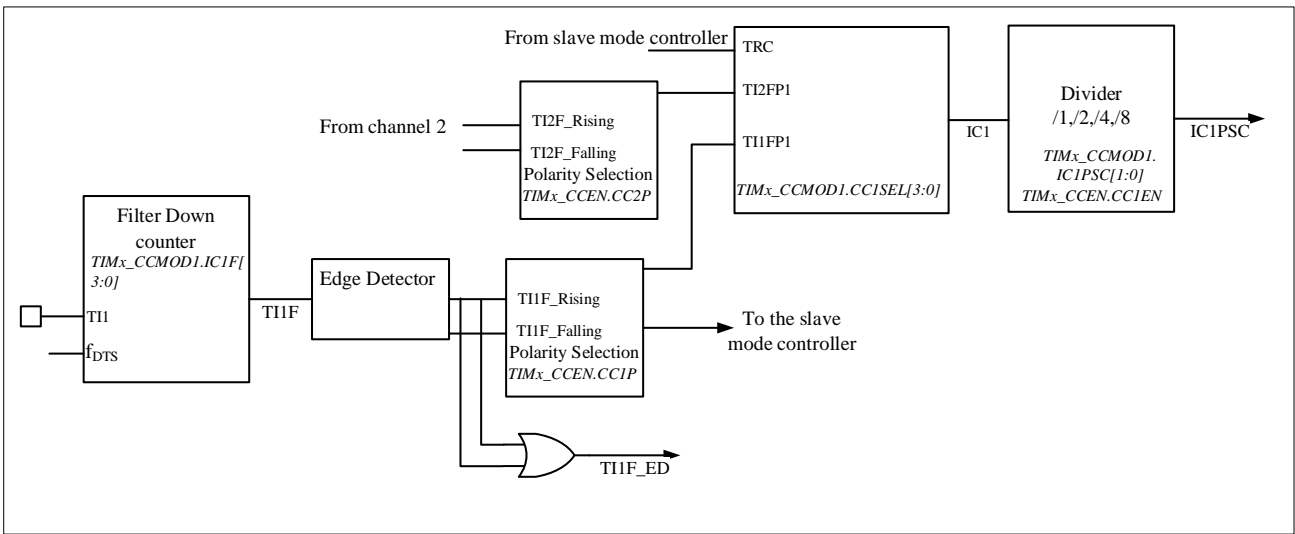 From slave mode controller
TRC
TI2FP1
TI1FP1
TIMx_CCMOD1.CC1SEL[3:0]
From channel 2
TI2F_Rising
TI2F_Falling
Polarity Selection
TIMx_CCEN.CC2P
IC1
Divider
/1,/2,/4,/8
TIMx_CCMOD1.
IC1PSC[1:0]
TIMx_CCEN.CC1EN
IC1PSC
Filter Down
counter
TIMx_CCMOD1.IC1F[
3:0]
TI1
fDTS
TI1F
Edge Detector
TI1F_Rising
TI1F_Falling
Polarity Selection
TIMx_CCEN.CC1P
To the slave
mode controller
TI1F_ED